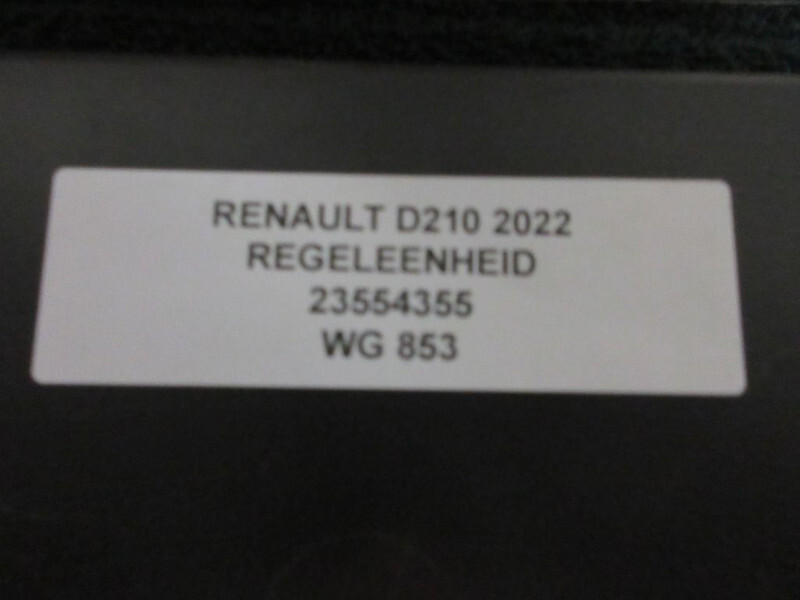 RENAULT D210 2022
REGELEENHEID
23554355
WG 853